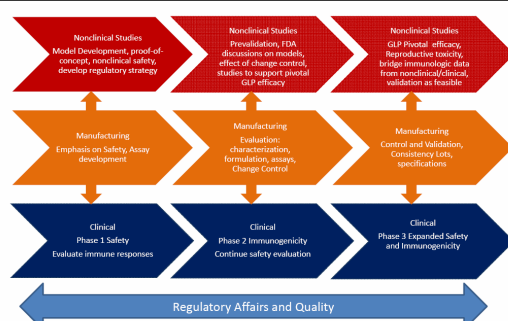 Nonclinical Studies
Model Development, proof-of-
concept, nonclinical safety,
develop regulatory strategy
Nonclinical Studies
Prevalidation, FDA
discussions on models,
effect of change control,
studies to support pivotal
GLP efficacy
Nonclinical Studies
GLP Pivotal efficacy,
Reproductive toxicity,
bridge immunologic data
from nonclinical/clinical,
validation as feasible
Manufacturing
Emphasis on Safety, Assay
development
Manufacturing
Evaluation:
characterization,
formulation, assays,
Change Control
Manufacturing
Control and Validation,
Consistency Lots,
specifications
Clinical
Phase 1 Safety
Evaluate immune responses
Clinical
Phase 2 Immunogenicity
Continue safety evaluation
Clinical
Phase 3 Expanded Safety
and Immunogenicity
Regulatory Affairs and Quality